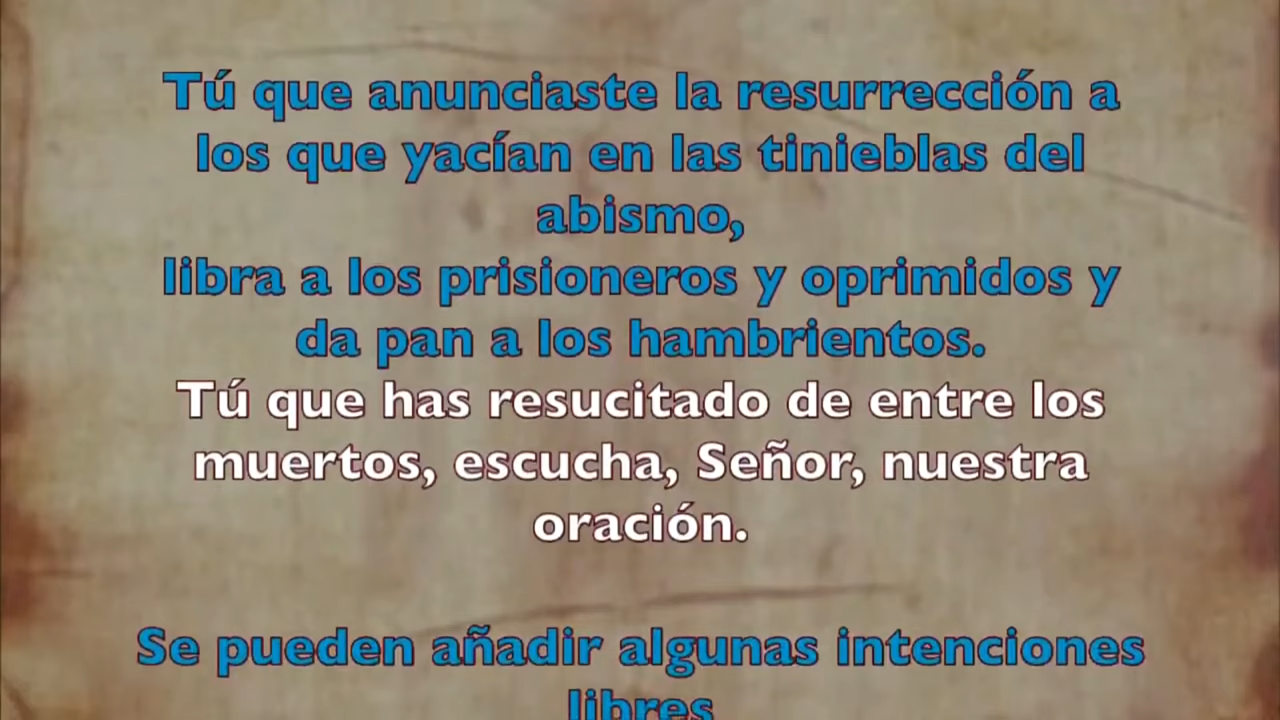 Tú que anunciaste la resurrección a
los que yacían en las tinieblas del
abismo,
libra a los prisioneros y oprimidos y
da pan a los hambrientos.
Tú que has resucitado de entre los
muertos, escucha, Señor, nuestra
oración.
Se pueden añadir algunas intenciones
libres